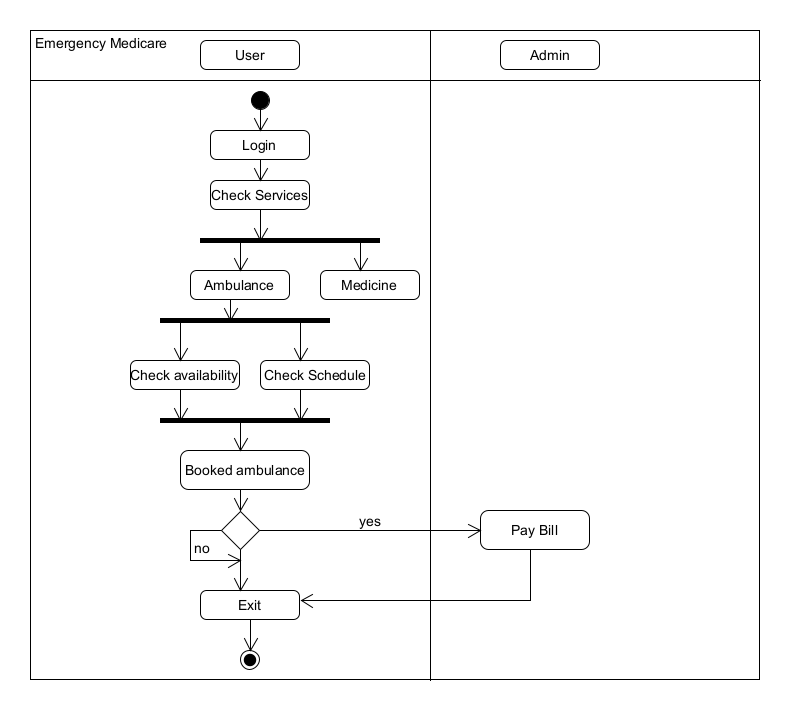 Emergency Medicare
User
Admin
Login
Check Services
Ambulance
Medicine
Check availability
Check Schedule
Booked ambulance
yes
Pay Bill
no
Exit